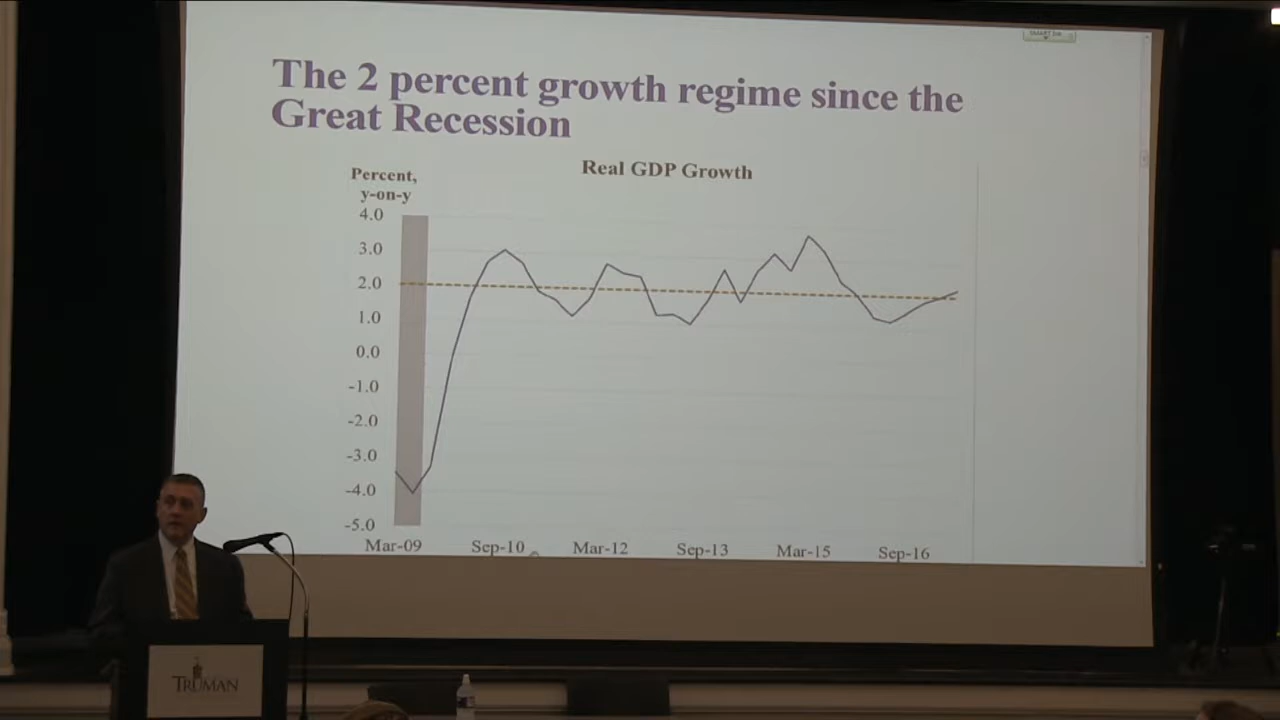 The 2 percent growth regime since the
Great Recession
Real GDP Growth
Percent,
y-on-y
4.0
3.0
2.0
1.0
0.0
-1.0
-2.0
-3.0
-4.0
-5.0
Mar-09 Sep-10 Mar-12 Sep-13 Mar-15 Sep-16
TRUMAN